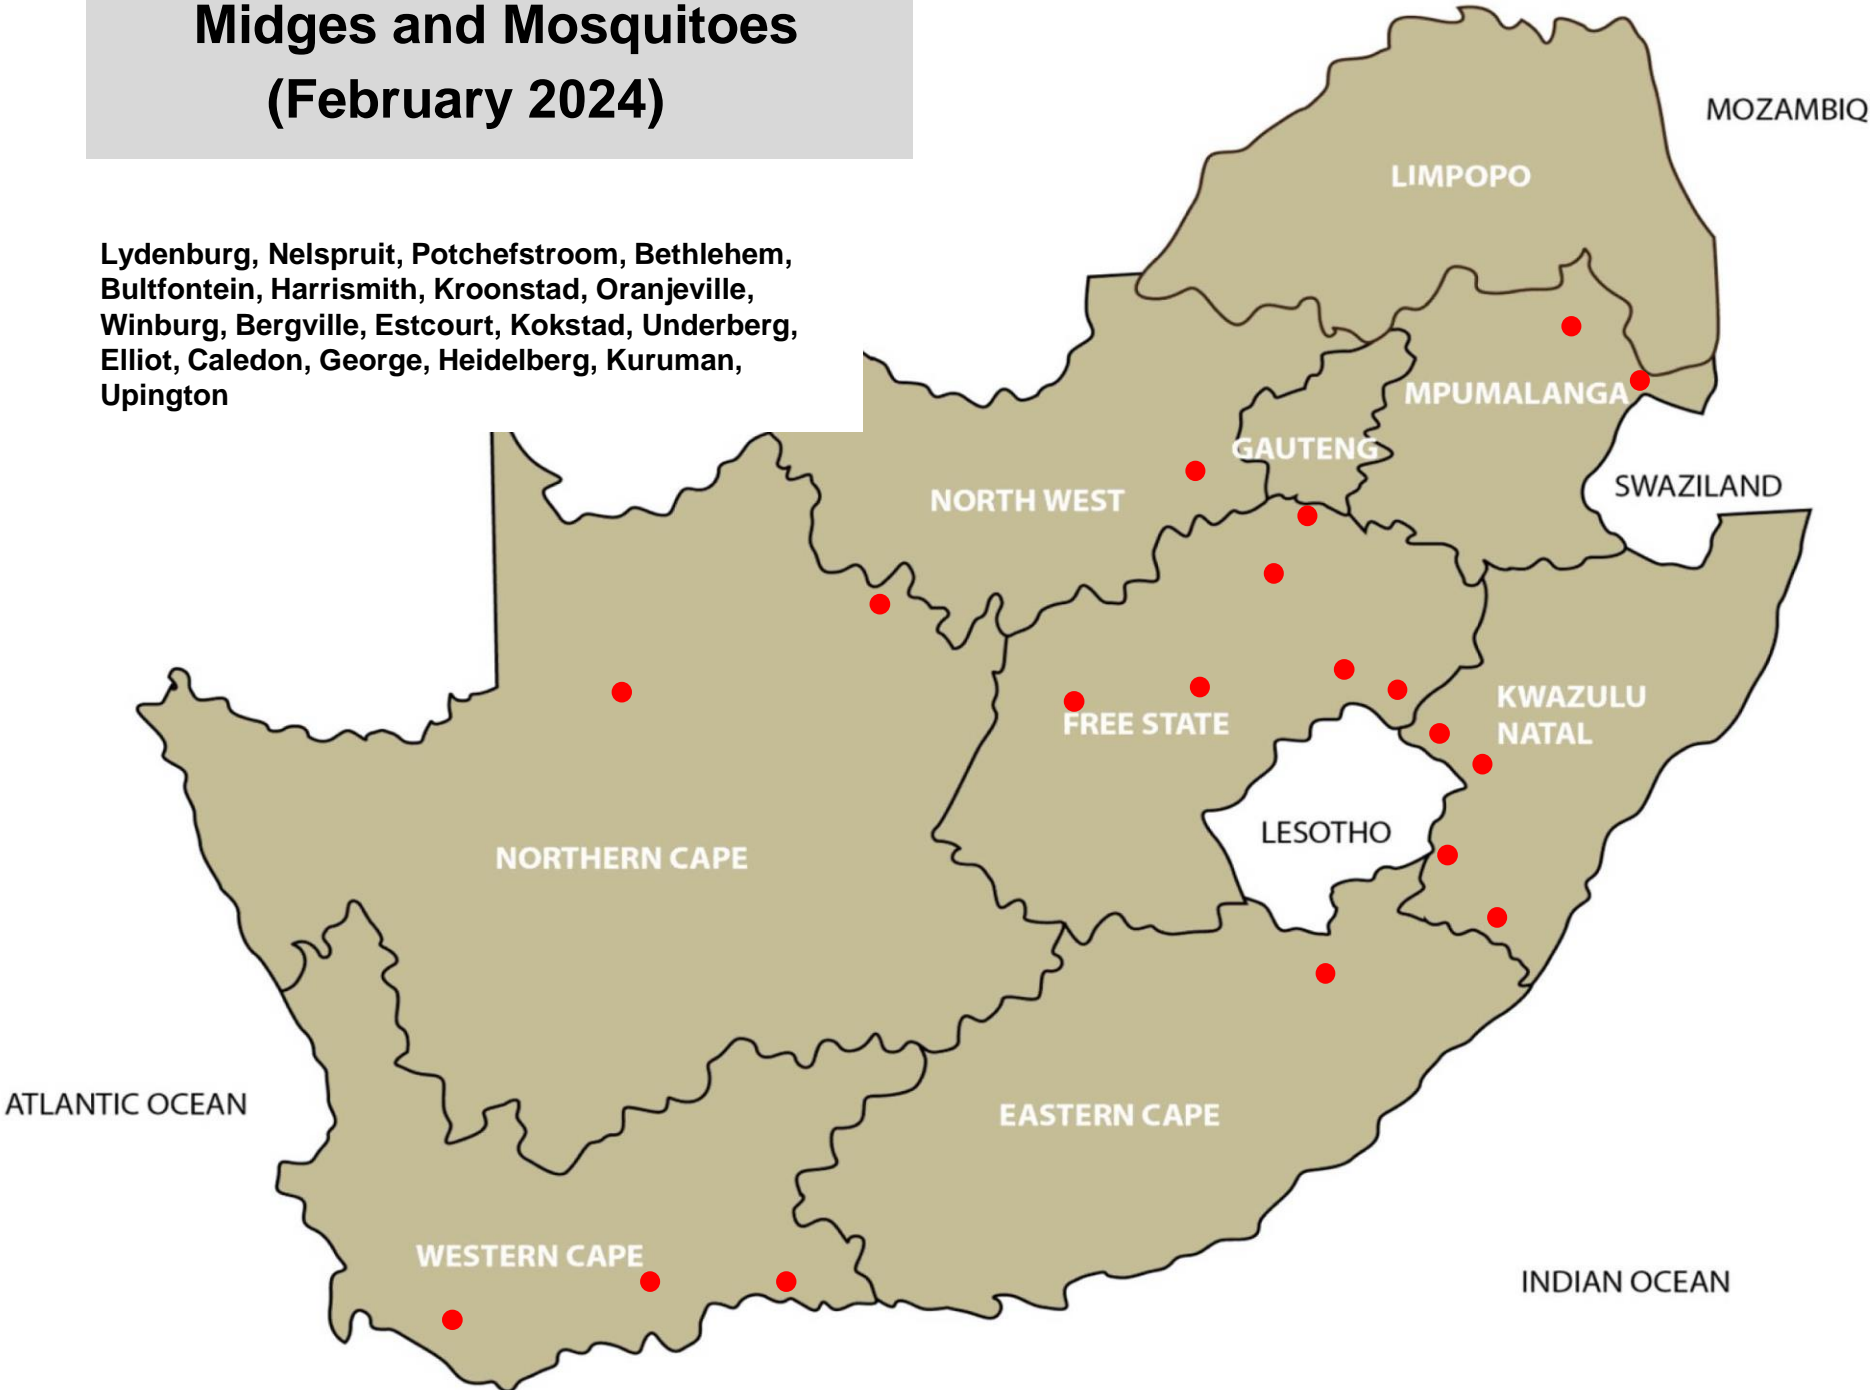 Midges and Mosquitoes
(February 2024)
Lydenburg, Nelspruit, Potchefstroom, Bethlehem,
Bultfontein, Harrismith, Kroonstad, Oranjeville,
Winburg, Bergville, Estcourt, Kokstad, Underberg,
Elliot, Caledon, George, Heidelberg, Kuruman,
Upington
MOZAMBIQ
LIMPOPO
MPUMALANGA
GAUTENG
NORTH WEST
SWAZILAND
KWAZULU
NATAL
FREE STATE
LESOTHO
NORTHERN CAPE
ATLANTIC OCEAN
EASTERN CAPE
WESTERN CAPE
INDIAN OCEAN